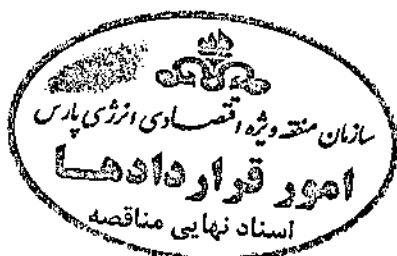 سازمان منطقه ویژه اقتصادی انرژی پارس
امور قراردادها
اسناد نهایی مناقصه